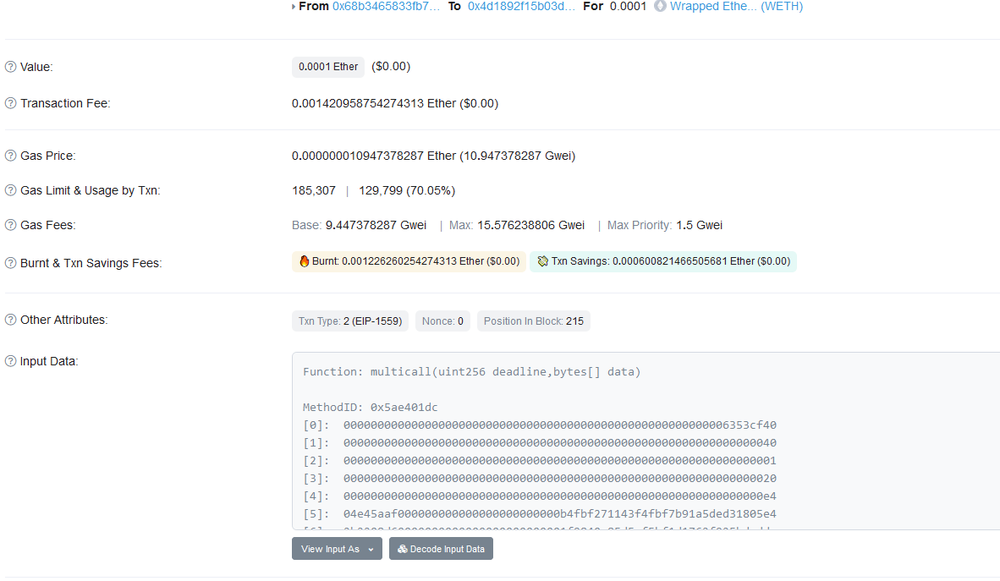 From 0x68b3465833fb7... To 0x4d1892f15b03d... For 0.0001 Wrapped Ethe... (WETH)
Value: 0.0001 Ether ($0.00)
Transaction Fee: 0.001420958754274313 Ether ($0.00)
Gas Price: 0.000000010947378287 Ether (10.947378287 Gwei)
Gas Limit & Usage by Txn: 185,307 | 129,799 (70.05%)
Gas Fees: Base: 9.447378287 Gwei | Max: 15.576238806 Gwei | Max Priority: 1.5 Gwei
Burnt & Txn Savings Fees: Burnt: 0.001226260254274313 Ether ($0.00) Txn Savings: 0.000600821466505681 Ether ($0.00)
Other Attributes: Txn Type: 2 (EIP-1559) Nonce: 0 Position In Block: 215
Input Data:
Function: multicall(uint256 deadline,bytes[] data)
MethodID: 0x5ae401dc
[0]: 000000000000000000000000000000000000000000000000000000006353cf40
[1]: 0000000000000000000000000000000000000000000000000000000000000040
[2]: 0000000000000000000000000000000000000000000000000000000000000001
[3]: 0000000000000000000000000000000000000000000000000000000000000020
[4]: 00000000000000000000000000000000000000000000000000000000000000e4
[5]: 04e45aaf000000000000000000000000b4fbf271143f4fbf7b91a5ded31805e4
View Input As
Decode Input Data